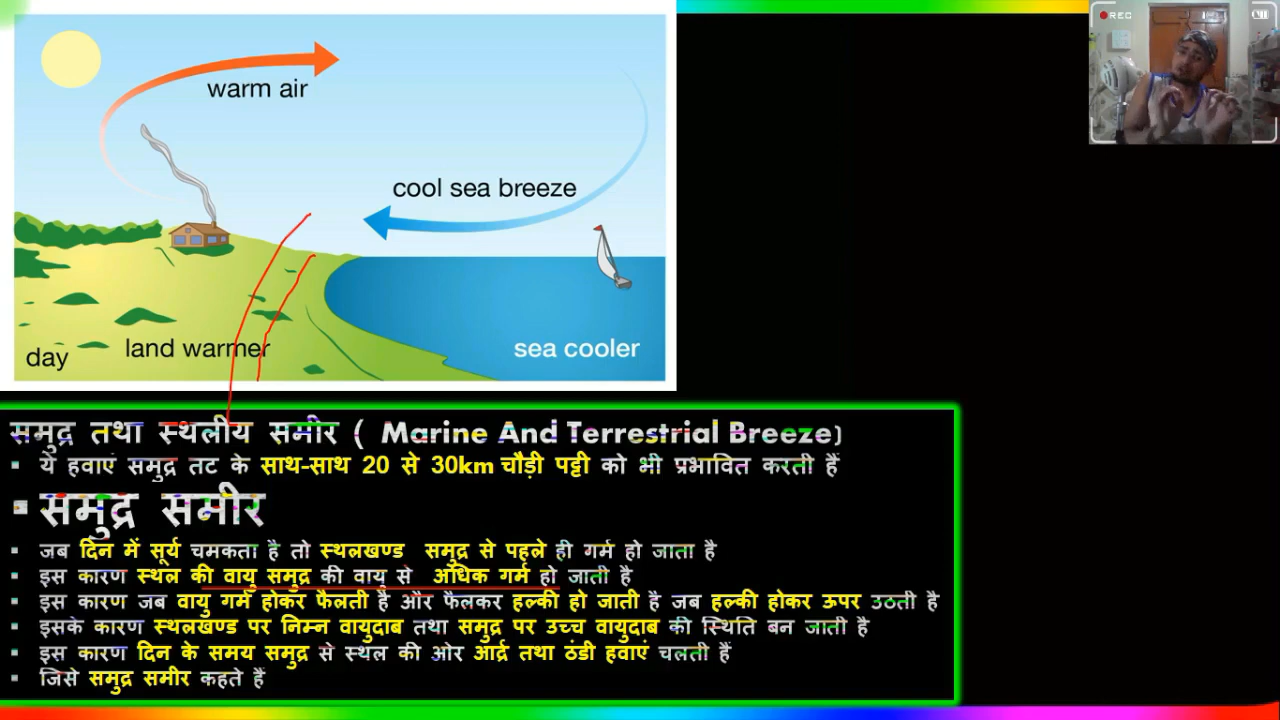 REC
warm air
cool sea breeze
land warmer
day
sea cooler
समुद्र तथा स्थलीय समीर ( Marine And Terrestrial Breeze)
▪ ये हवाएं समुद्र तट के साथ-साथ 20 से 30km चौड़ी पट्टी को भी प्रभावित करती हैं
▪ समुद्र समीर
▪ जब दिन में सूर्य चमकता है तो स्थलखण्ड समुद्र से पहले ही गर्म हो जाता है
▪ इस कारण स्थल की वायु समुद्र की वायु से अधिक गर्म हो जाती है
▪ इस कारण जब वायु गर्म होकर फैलती है और फैलकर हल्की हो जाती है जब हल्की होकर ऊपर उठती है
▪ इसके कारण स्थलखण्ड पर निम्न वायुदाब तथा समुद्र पर उच्च वायुदाब की स्थिति बन जाती है
▪ इस कारण दिन के समय समुद्र से स्थल की ओर आर्द्र तथा ठंडी हवाएं चलती हैं
▪ जिसे समुद्र समीर कहते हैं